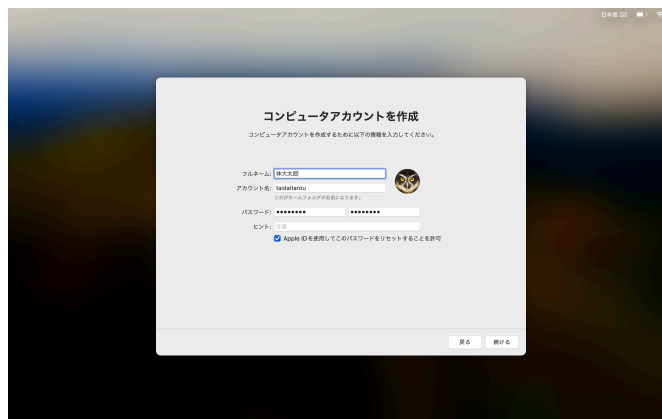 日本語
コンピュータアカウントを作成
コンピュータアカウントを作成するために以下の情報を入力してください。
フルネーム: 体大太郎
アカウント名: taidaitarou
これがホームフォルダの名前になります。
パスワード: •••••••• ••••••••
ヒント: 任意
Apple IDを使用してこのパスワードをリセットすることを許可
戻る 続ける